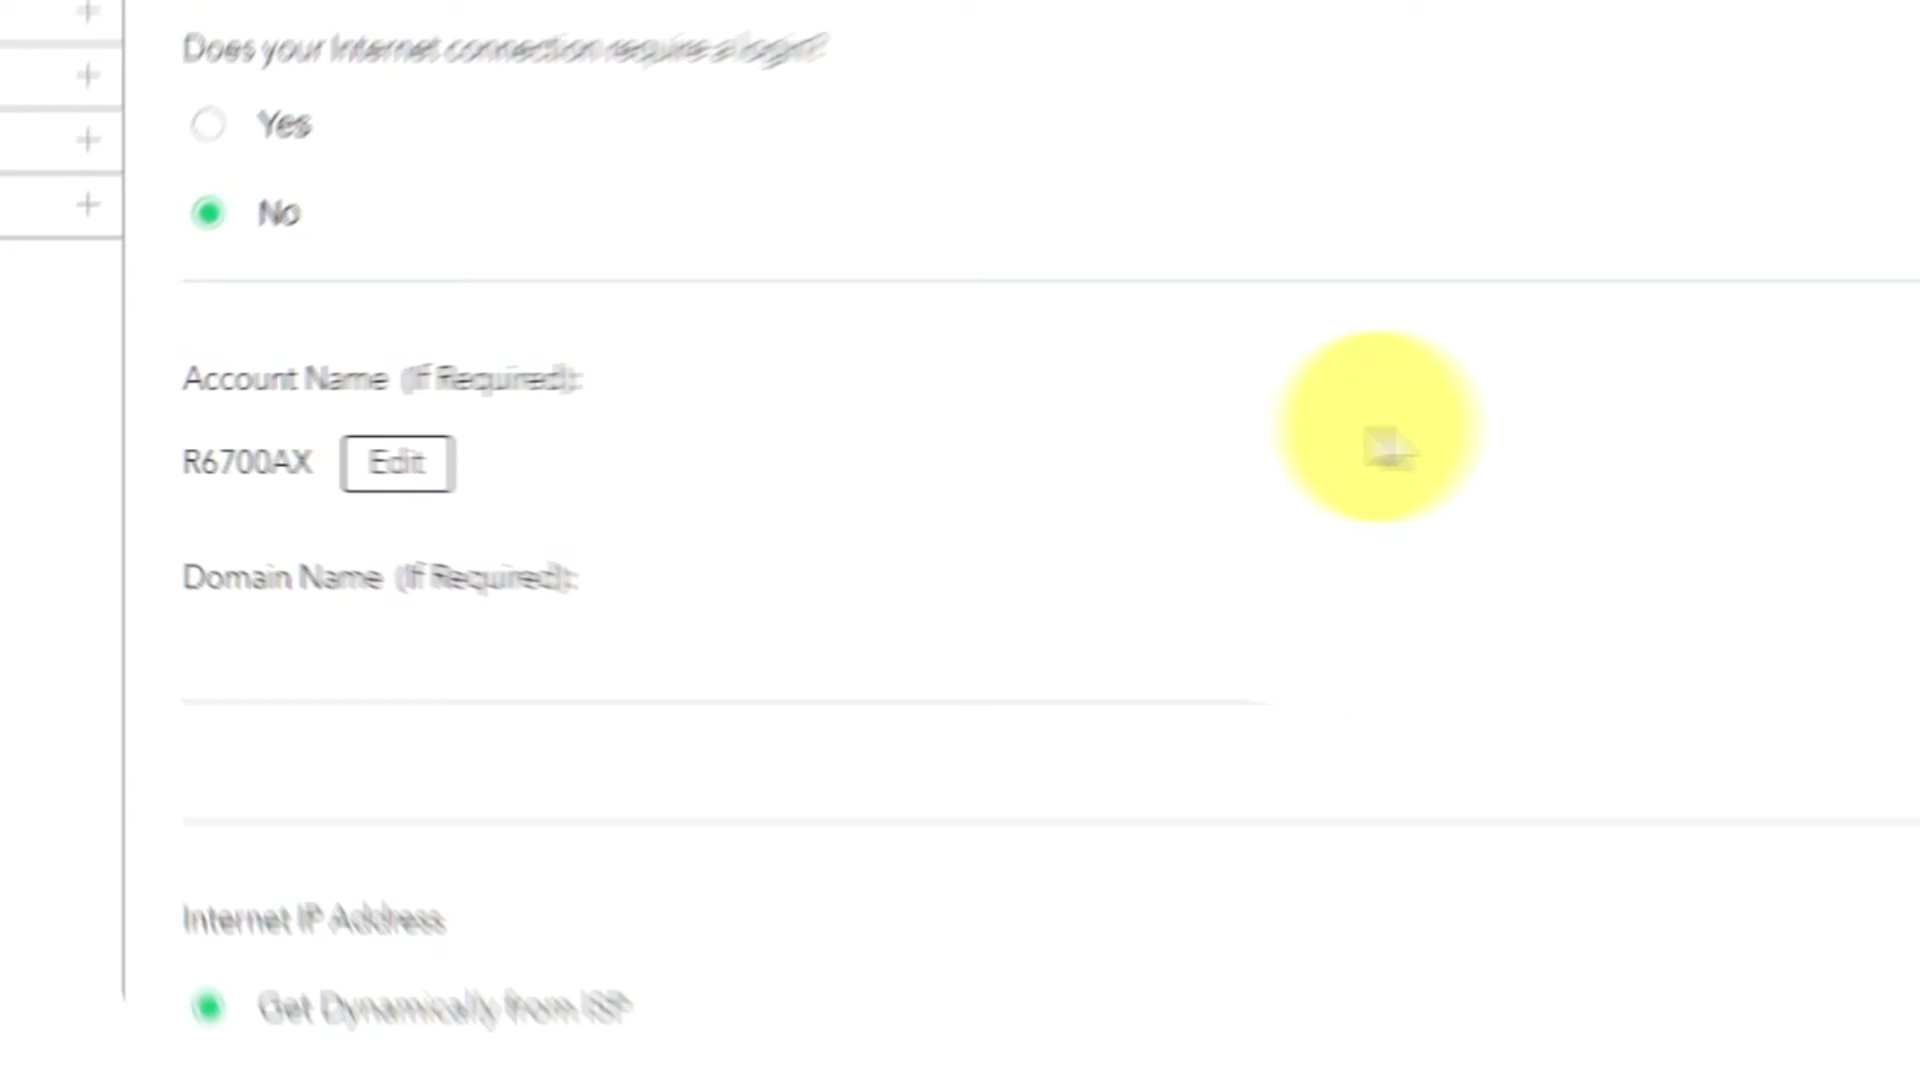 Does your Internet connection require a login?
Yes
No
Account Name (If Required):
R6700AX Edit
Domain Name (If Required):
Internet IP Address
Get Dynamically from ISP